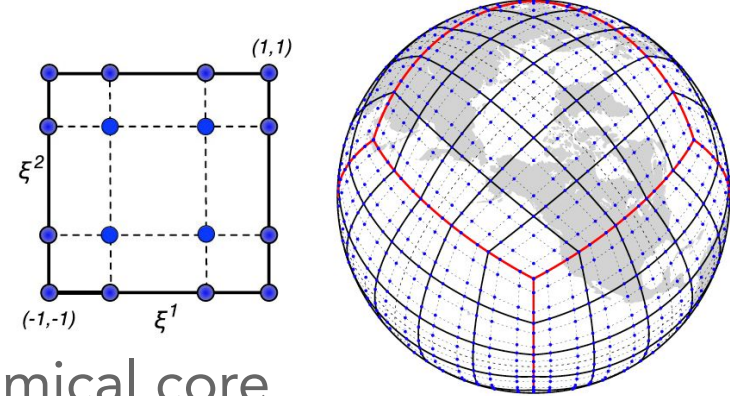 (1,1)
ξ²
(-1,-1)
ξ¹
mical core